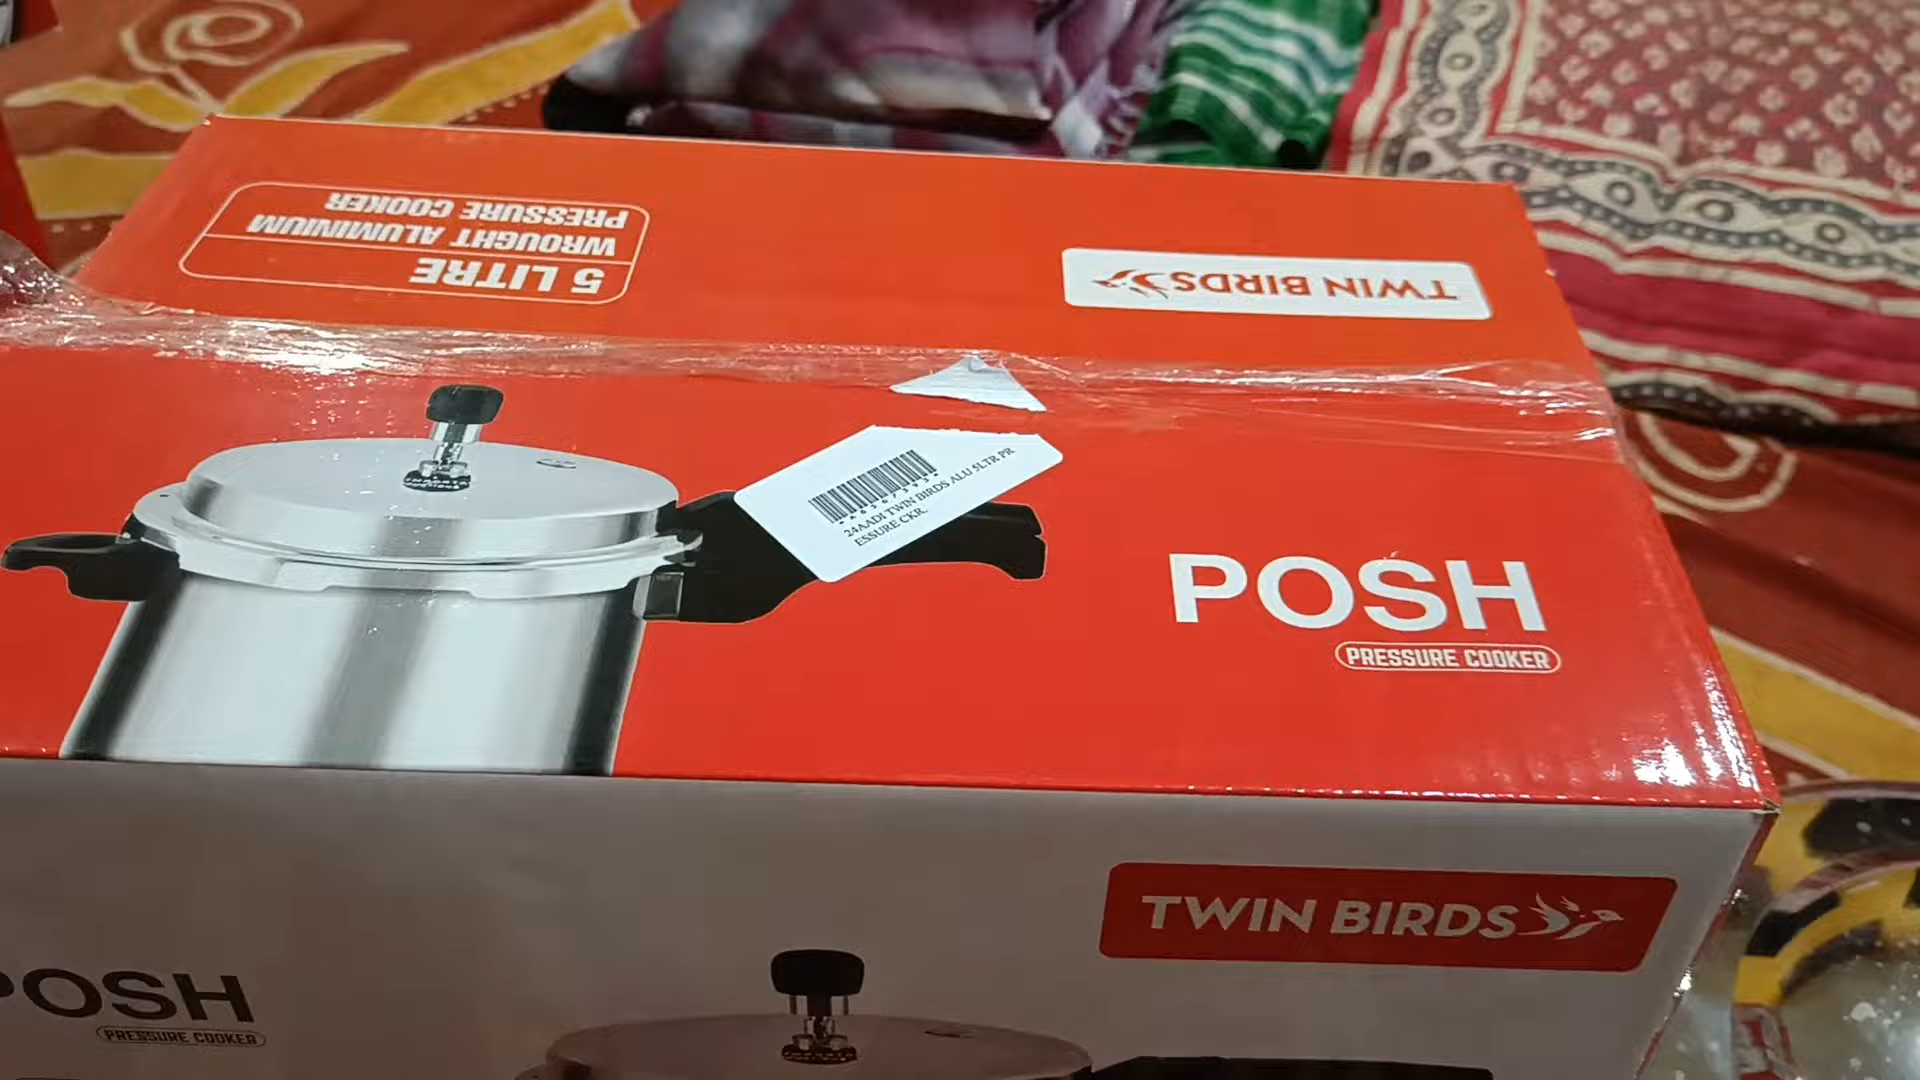 5 LITRE
WROUGHT ALUMINIUM
PRESSURE COOKER
TWIN BIRDS
24AADI TWIN BIRDS ALU 5LTR PR
ESSURE CKR
POSH
PRESSURE COOKER
TWIN BIRDS
POSH
PRESSURE COOKER